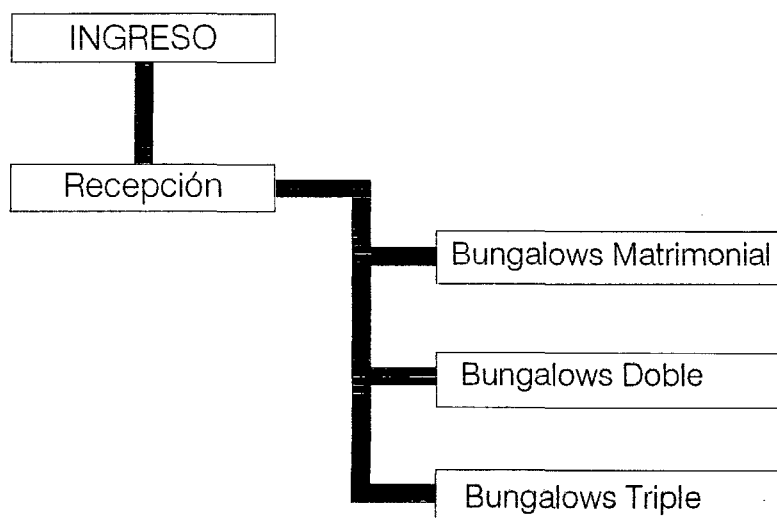 INGRESO
Recepción
Bungalows Matrimonial
Bungalows Doble
Bungalows Triple